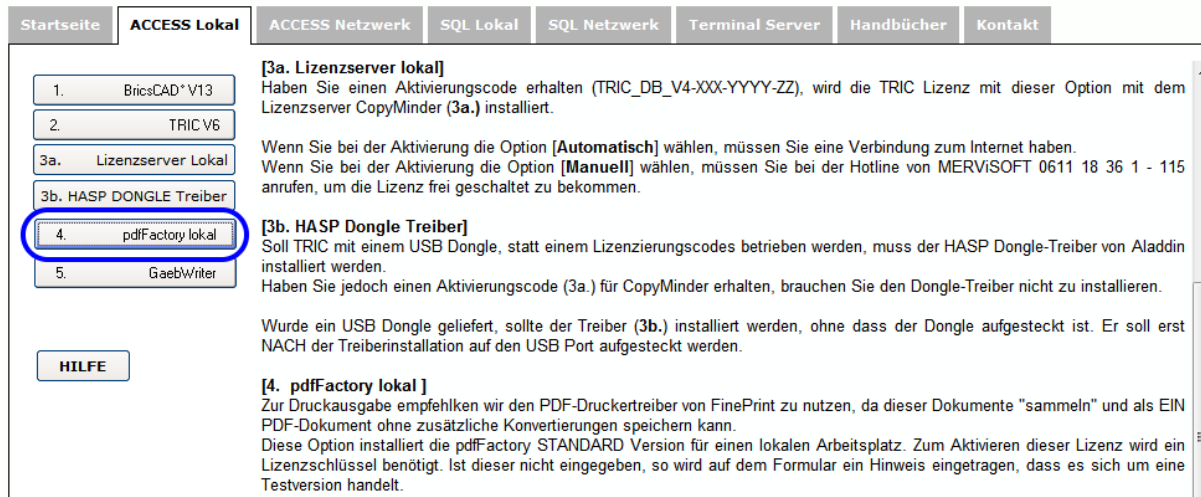 Startseite ACCESS Lokal ACCESS Netzwerk SQL Lokal SQL Netzwerk Terminal Server Handbücher Kontakt
1. BricsCAD® V13
2. TRIC V6
3a. Lizenzserver Lokal
3b. HASP DONGLE Treiber
4. pdfFactory lokal
5. GaebWriter
HILFE
[3a. Lizenzserver lokal]
Haben Sie einen Aktivierungscode erhalten (TRIC_DB_V4-XXX-YYYY-ZZ), wird die TRIC Lizenz mit dieser Option mit dem
Lizenzserver CopyMinder (3a.) installiert.
Wenn Sie bei der Aktivierung die Option [Automatisch] wählen, müssen Sie eine Verbindung zum Internet haben.
Wenn Sie bei der Aktivierung die Option [Manuell] wählen, müssen Sie bei der Hotline von MERViSOFT 0611 18 36 1 - 115
anrufen, um die Lizenz frei geschaltet zu bekommen.
[3b. HASP Dongle Treiber]
Soll TRIC mit einem USB Dongle, statt einem Lizenzierungscodes betrieben werden, muss der HASP Dongle-Treiber von Aladdin
installiert werden.
Haben Sie jedoch einen Aktivierungscode (3a.) für CopyMinder erhalten, brauchen Sie den Dongle-Treiber nicht zu installieren.
Wurde ein USB Dongle geliefert, sollte der Treiber (3b.) installiert werden, ohne dass der Dongle aufgesteckt ist. Er soll erst
NACH der Treiberinstallation auf den USB Port aufgesteckt werden.
[4. pdfFactory lokal ]
Zur Druckausgabe empfehlken wir den PDF-Druckertreiber von FinePrint zu nutzen, da dieser Dokumente "sammeln" und als EIN
PDF-Dokument ohne zusätzliche Konvertierungen speichern kann.
Diese Option installiert die pdfFactory STANDARD Version für einen lokalen Arbeitsplatz. Zum Aktivieren dieser Lizenz wird ein
Lizenzschlüssel benötigt. Ist dieser nicht eingegeben, so wird auf dem Formular ein Hinweis eingetragen, dass es sich um eine
Testversion handelt.